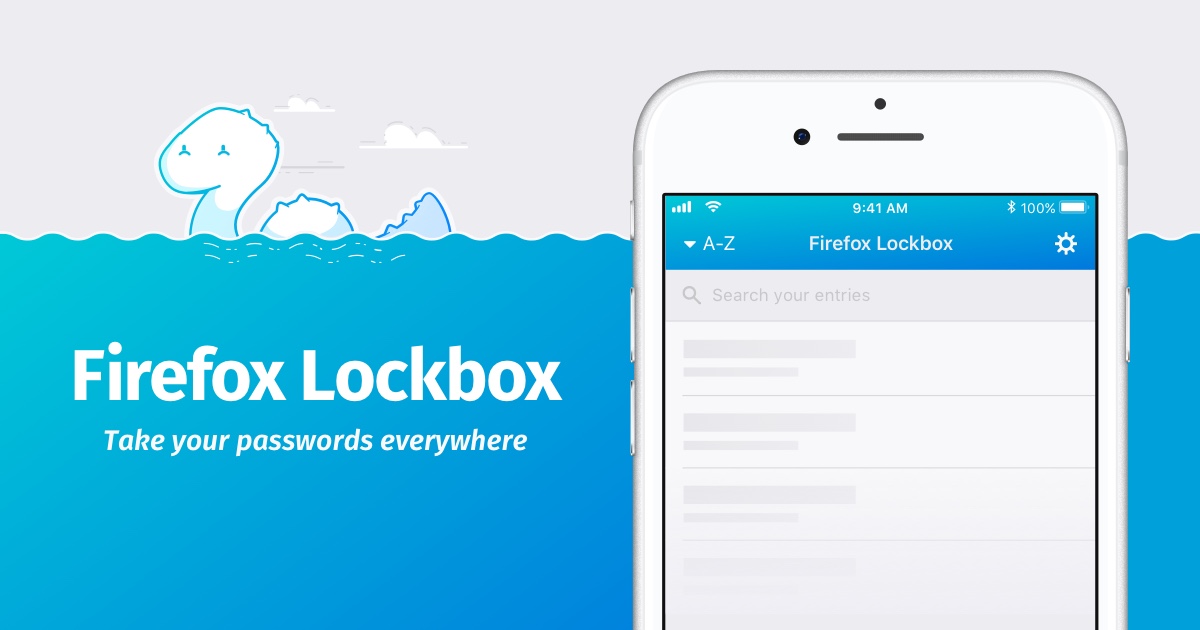 Firefox Lockbox
Take your passwords everywhere
9:41 AM
100%
A-Z
Firefox Lockbox
Search your entries